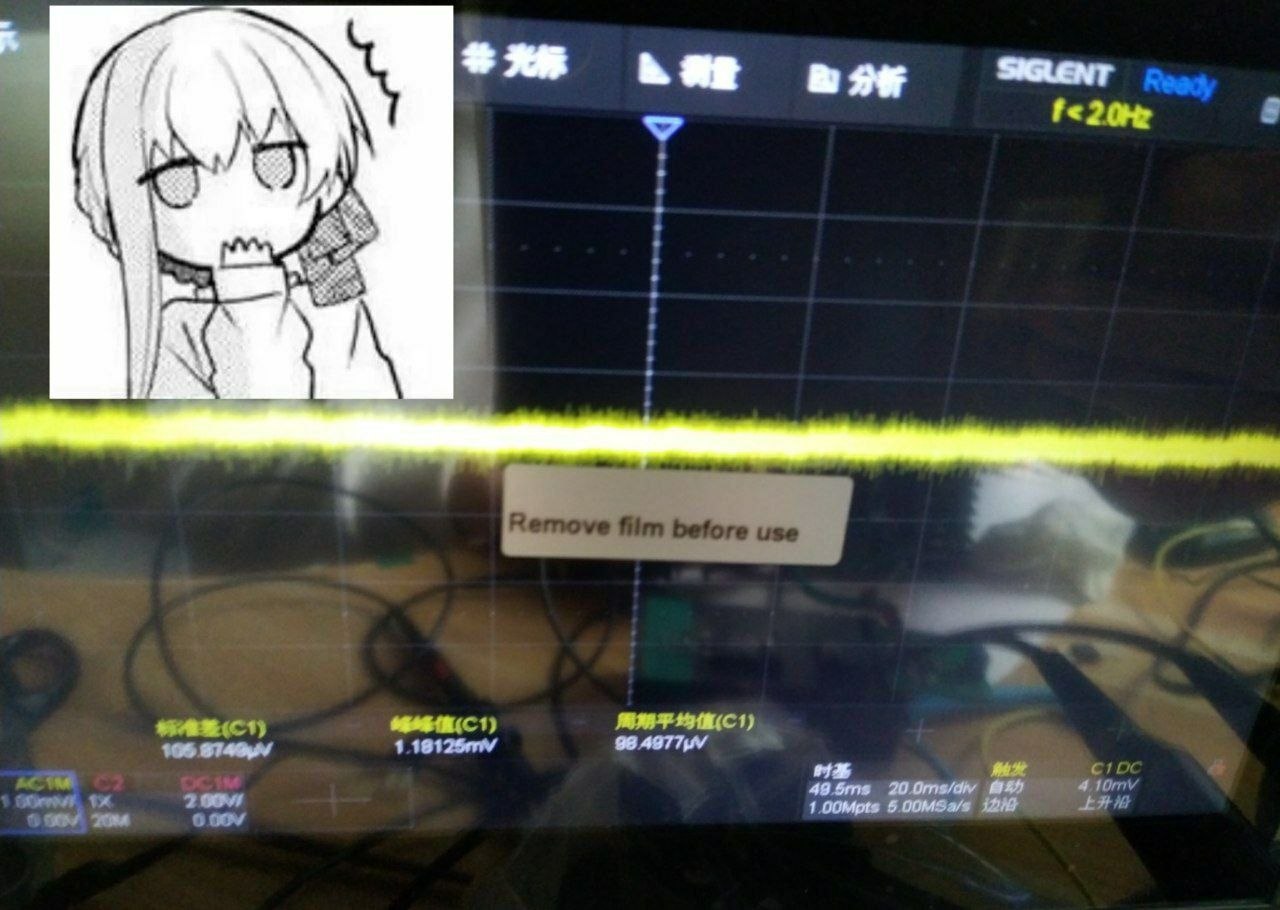 示
光标
测量
分析
SIGLENT
Ready
f < 2.0Hz
Remove film before use
标准差(C1)
峰峰值(C1)
周期平均值(C1)
1.18125mV
98.4977μV
AC1M
C2
DC1M
1.00mV/
1X
2.00V/
0.00V
20M
0.00V
时基
触发
C1 DC
49.5ms
20.0ms/div
自动
4.10mV
1.00Mpts
5.00MSa/s
边沿
上升沿